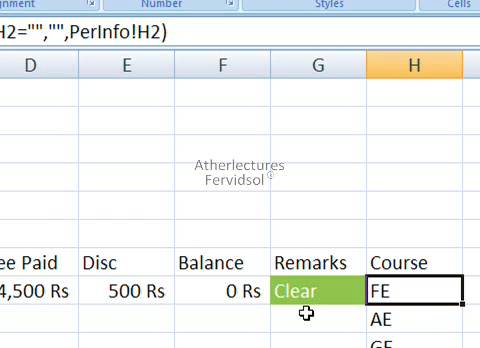 Number Styles Cells
H2="","",PerInfo!H2)
D E F G H
Atherlectures
Fervidsol©
ee Paid Disc Balance Remarks Course
4,500 Rs 500 Rs 0 Rs Clear FE
AE